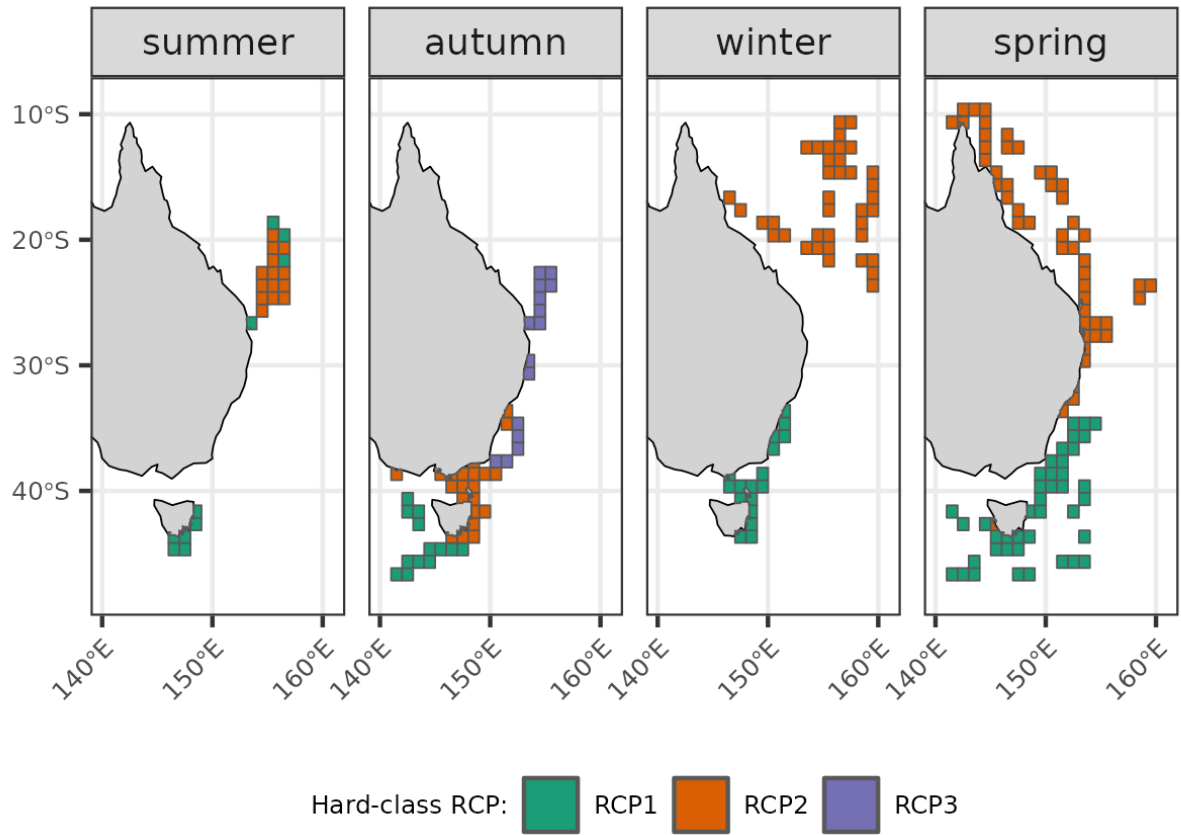 summer autumn winter spring
10°S
20°S
30°S
40°S
140°E 150°E 160°E 140°E 150°E 160°E 140°E 150°E 160°E 140°E 150°E 160°E
Hard-class RCP: RCP1 RCP2 RCP3